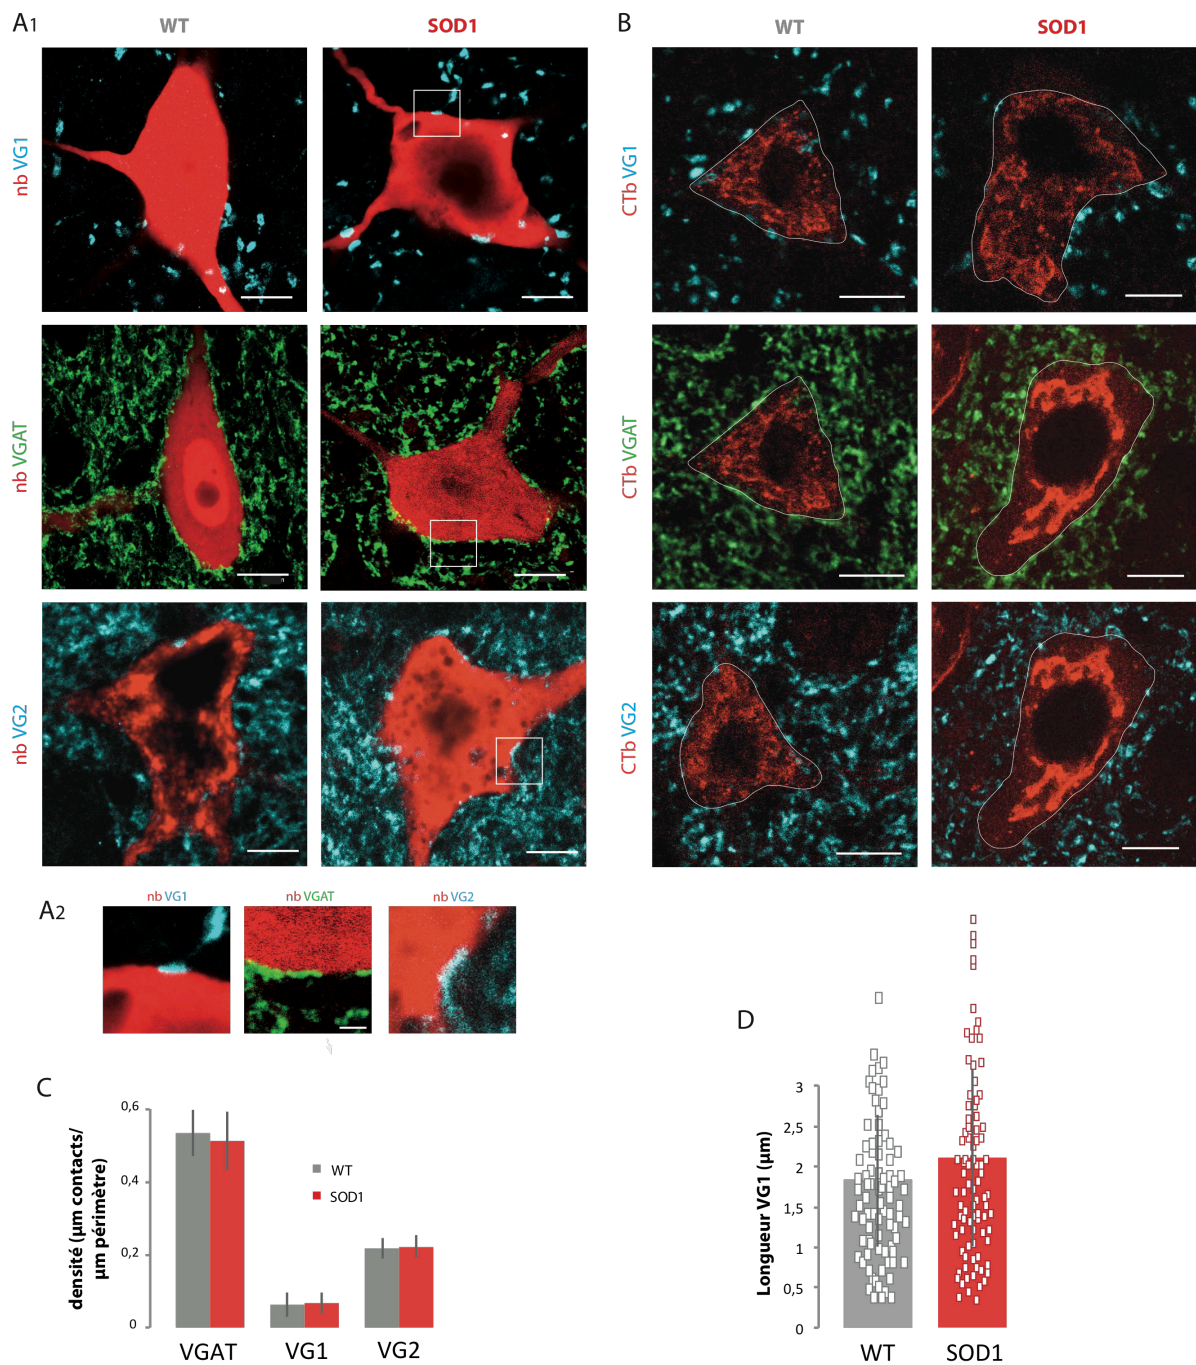 A1
WT
SOD1
B
WT
SOD1
nb VG1
CTb VG1
nb VGAT
CTb VGAT
nb VG2
CTb VG2
A2
nb VG1
nb VGAT
nb VG2
C
densité (µm contacts/
µm périmètre)
0,6
0,4
0,2
0
WT
SOD1
VGAT
VG1
VG2
D
Longueur VG1 (µm)
3
2,5
2
1,5
1
0,5
0
WT
SOD1